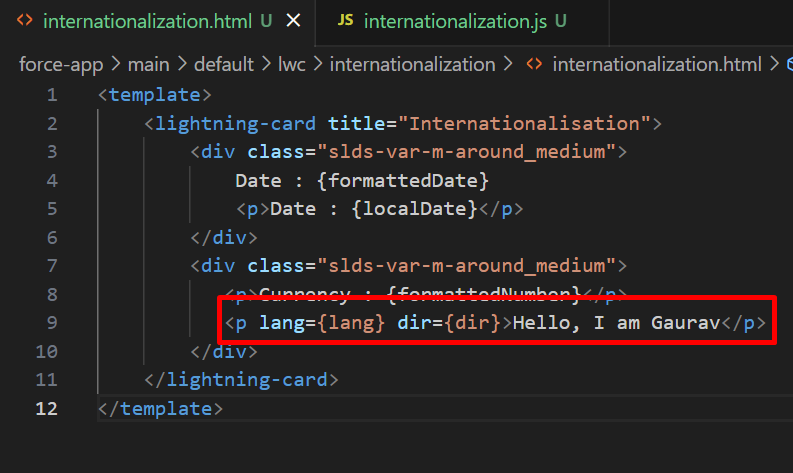 <> internationalization.html U ✕ JS internationalization.js U
force-app > main > default > lwc > internationalization > <> internationalization.html >
1 <template>
2 <lightning-card title="Internationalisation">
3 <div class="slds-var-m-around_medium">
4 Date : {formattedDate}
5 <p>Date : {localDate}</p>
6 </div>
7 <div class="slds-var-m-around_medium">
8 <p>Currency : {formattedNumber}</p>
9 <p lang={lang} dir={dir}>Hello, I am Gaurav</p>
10 </div>
11 </lightning-card>
12 </template>